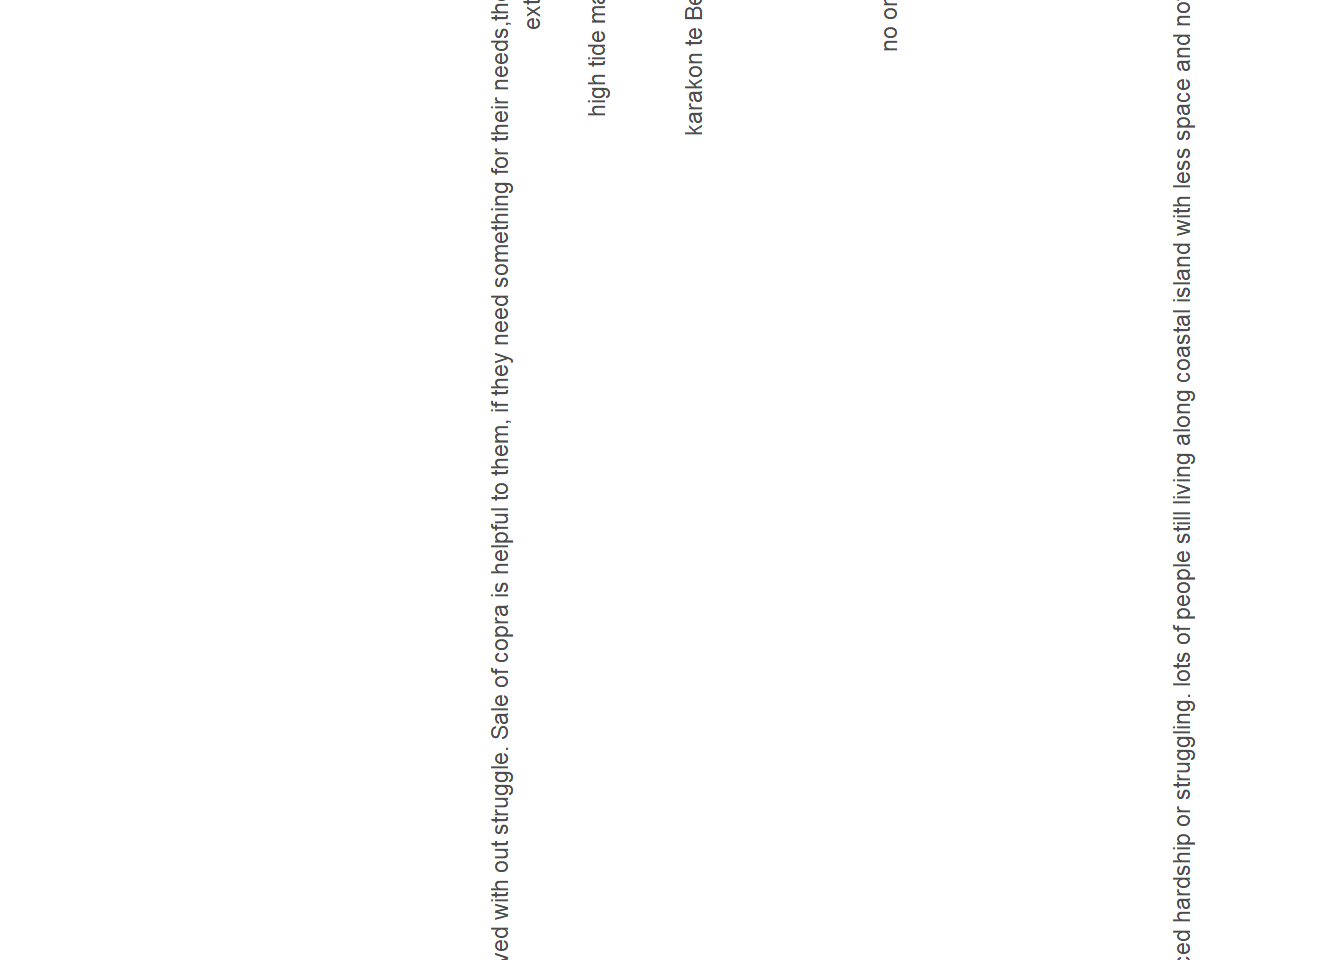 ved with out struggle. Sale of copra is helpful to them, if they need something for their needs,the
ext
high tide ma
karakon te Be
no or
ced hardship or struggling. lots of people still living along coastal island with less space and not